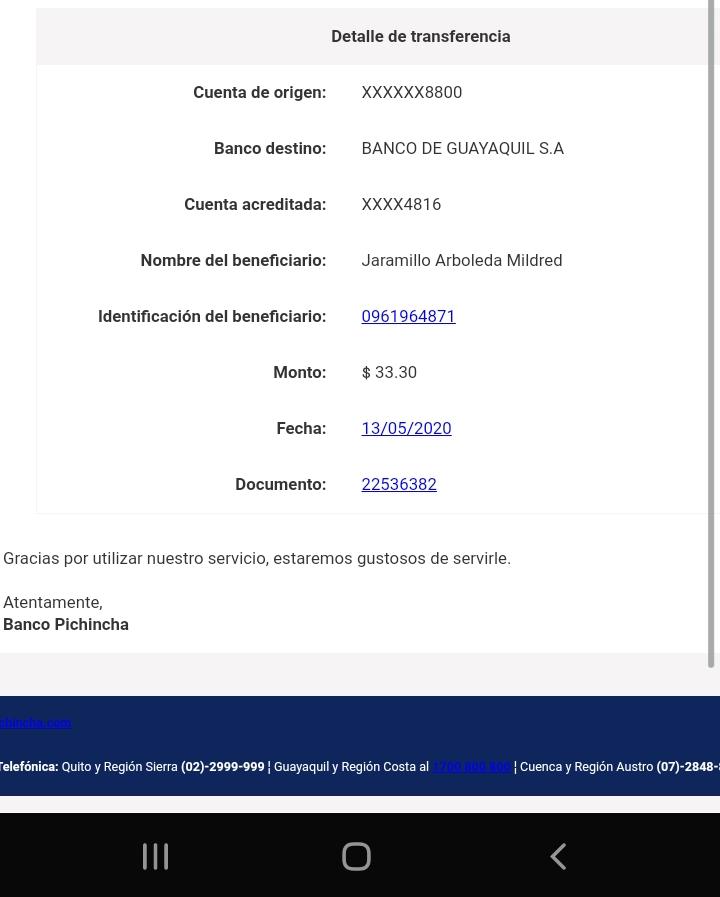 Detalle de transferencia
Cuenta de origen: XXXXXX8800
Banco destino: BANCO DE GUAYAQUIL S.A
Cuenta acreditada: XXXX4816
Nombre del beneficiario: Jaramillo Arboleda Mildred
Identificación del beneficiario: 0961964871
Monto: $ 33.30
Fecha: 13/05/2020
Documento: 22536382
Gracias por utilizar nuestro servicio, estaremos gustosos de servirle.
Atentamente,
Banco Pichincha
chincha.com
Telefónica: Quito y Región Sierra (02)-2999-999 ¦ Guayaquil y Región Costa al 1700 800 800 ¦ Cuenca y Región Austro (07)-2848-